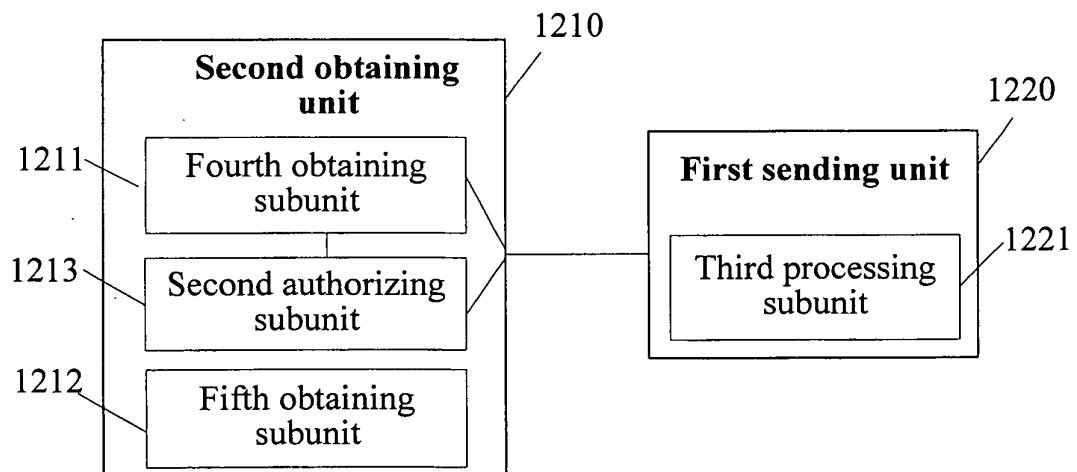 1210
Second obtaining
unit
1220
1211
Fourth obtaining
subunit
First sending unit
1221
1213
Second authorizing
subunit
Third processing
subunit
1212
Fifth obtaining
subunit